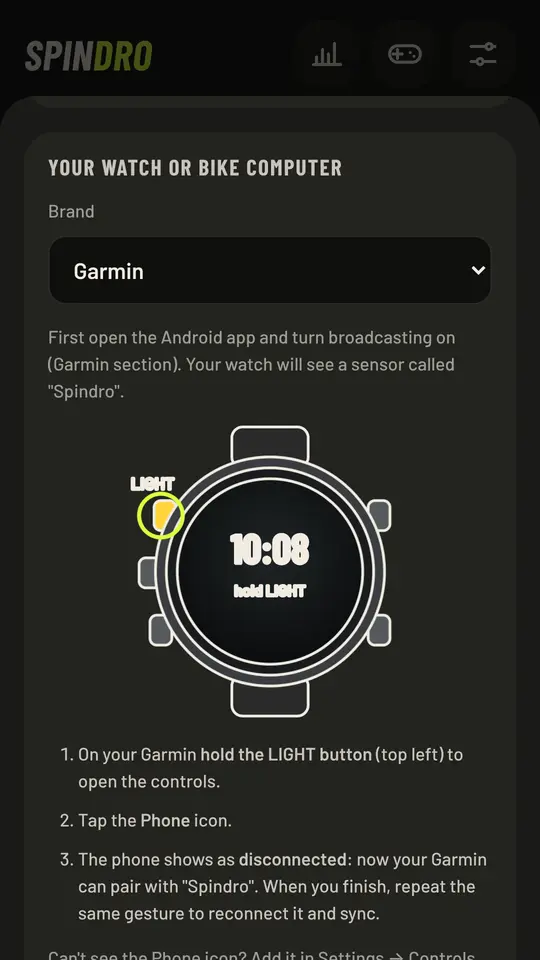 SPINDRO
YOUR WATCH OR BIKE COMPUTER
Brand
Garmin
First open the Android app and turn broadcasting on
(Garmin section). Your watch will see a sensor called
"Spindro".
LIGHT
10:08
hold LIGHT
1. On your Garmin hold the LIGHT button (top left) to
open the controls.
2. Tap the Phone icon.
3. The phone shows as disconnected: now your Garmin
can pair with "Spindro". When you finish, repeat the
same gesture to reconnect it and sync.
Can't see the Phone icon? Add it in Settings → Controls